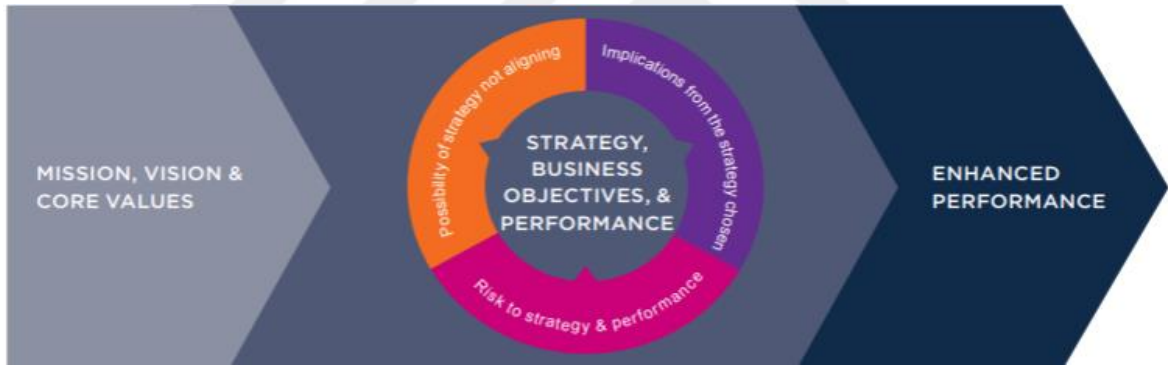 MISSION, VISION &
CORE VALUES
Possibility of strategy not aligning
Implications from the strategy chosen
STRATEGY,
BUSINESS
OBJECTIVES, &
PERFORMANCE
Risk to strategy & performance
ENHANCED
PERFORMANCE